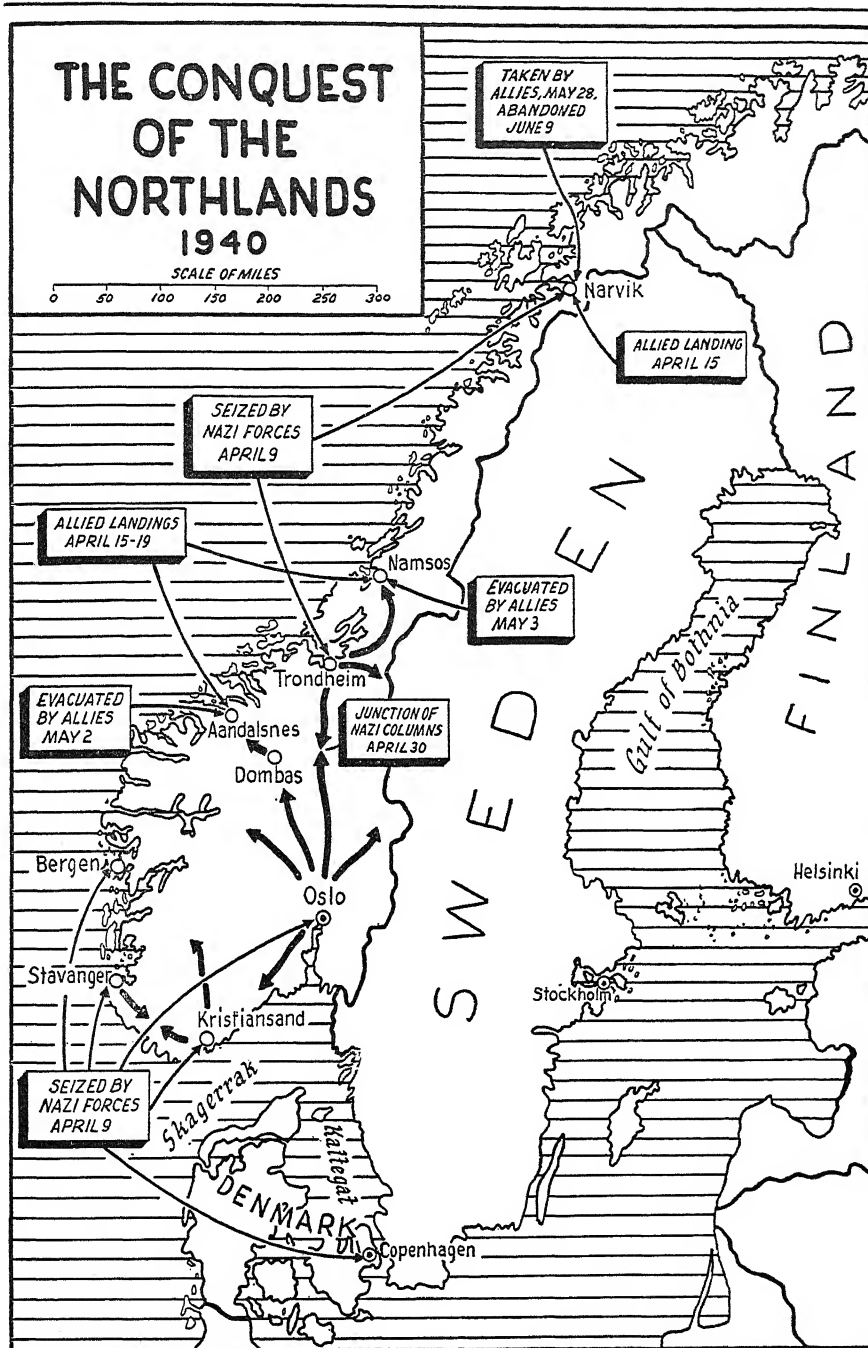 THE CONQUEST
OF THE
NORTHLANDS
1940
SCALE OF MILES
0 50 100 150 200 250 300
TAKEN BY
ALLIES, MAY 28,
ABANDONED
JUNE 9
Narvik
ALLIED LANDING
APRIL 15
SEIZED BY
NAZI FORCES
APRIL 9
ALLIED LANDINGS
APRIL 15-19
Namsos
EVACUATED
BY ALLIES
MAY 3
Trondheim
EVACUATED
BY ALLIES
MAY 2
Aandalsnes
JUNCTION OF
NAZI COLUMNS
APRIL 30
Dombas
SWEDEN
FINLAND
Gulf of Bothnia
Bergen
Oslo
Helsinki
Stavanger
Stockholm
Kristiansand
SEIZED BY
NAZI FORCES
APRIL 9
Skagerrak
Kattegat
DENMARK
Copenhagen